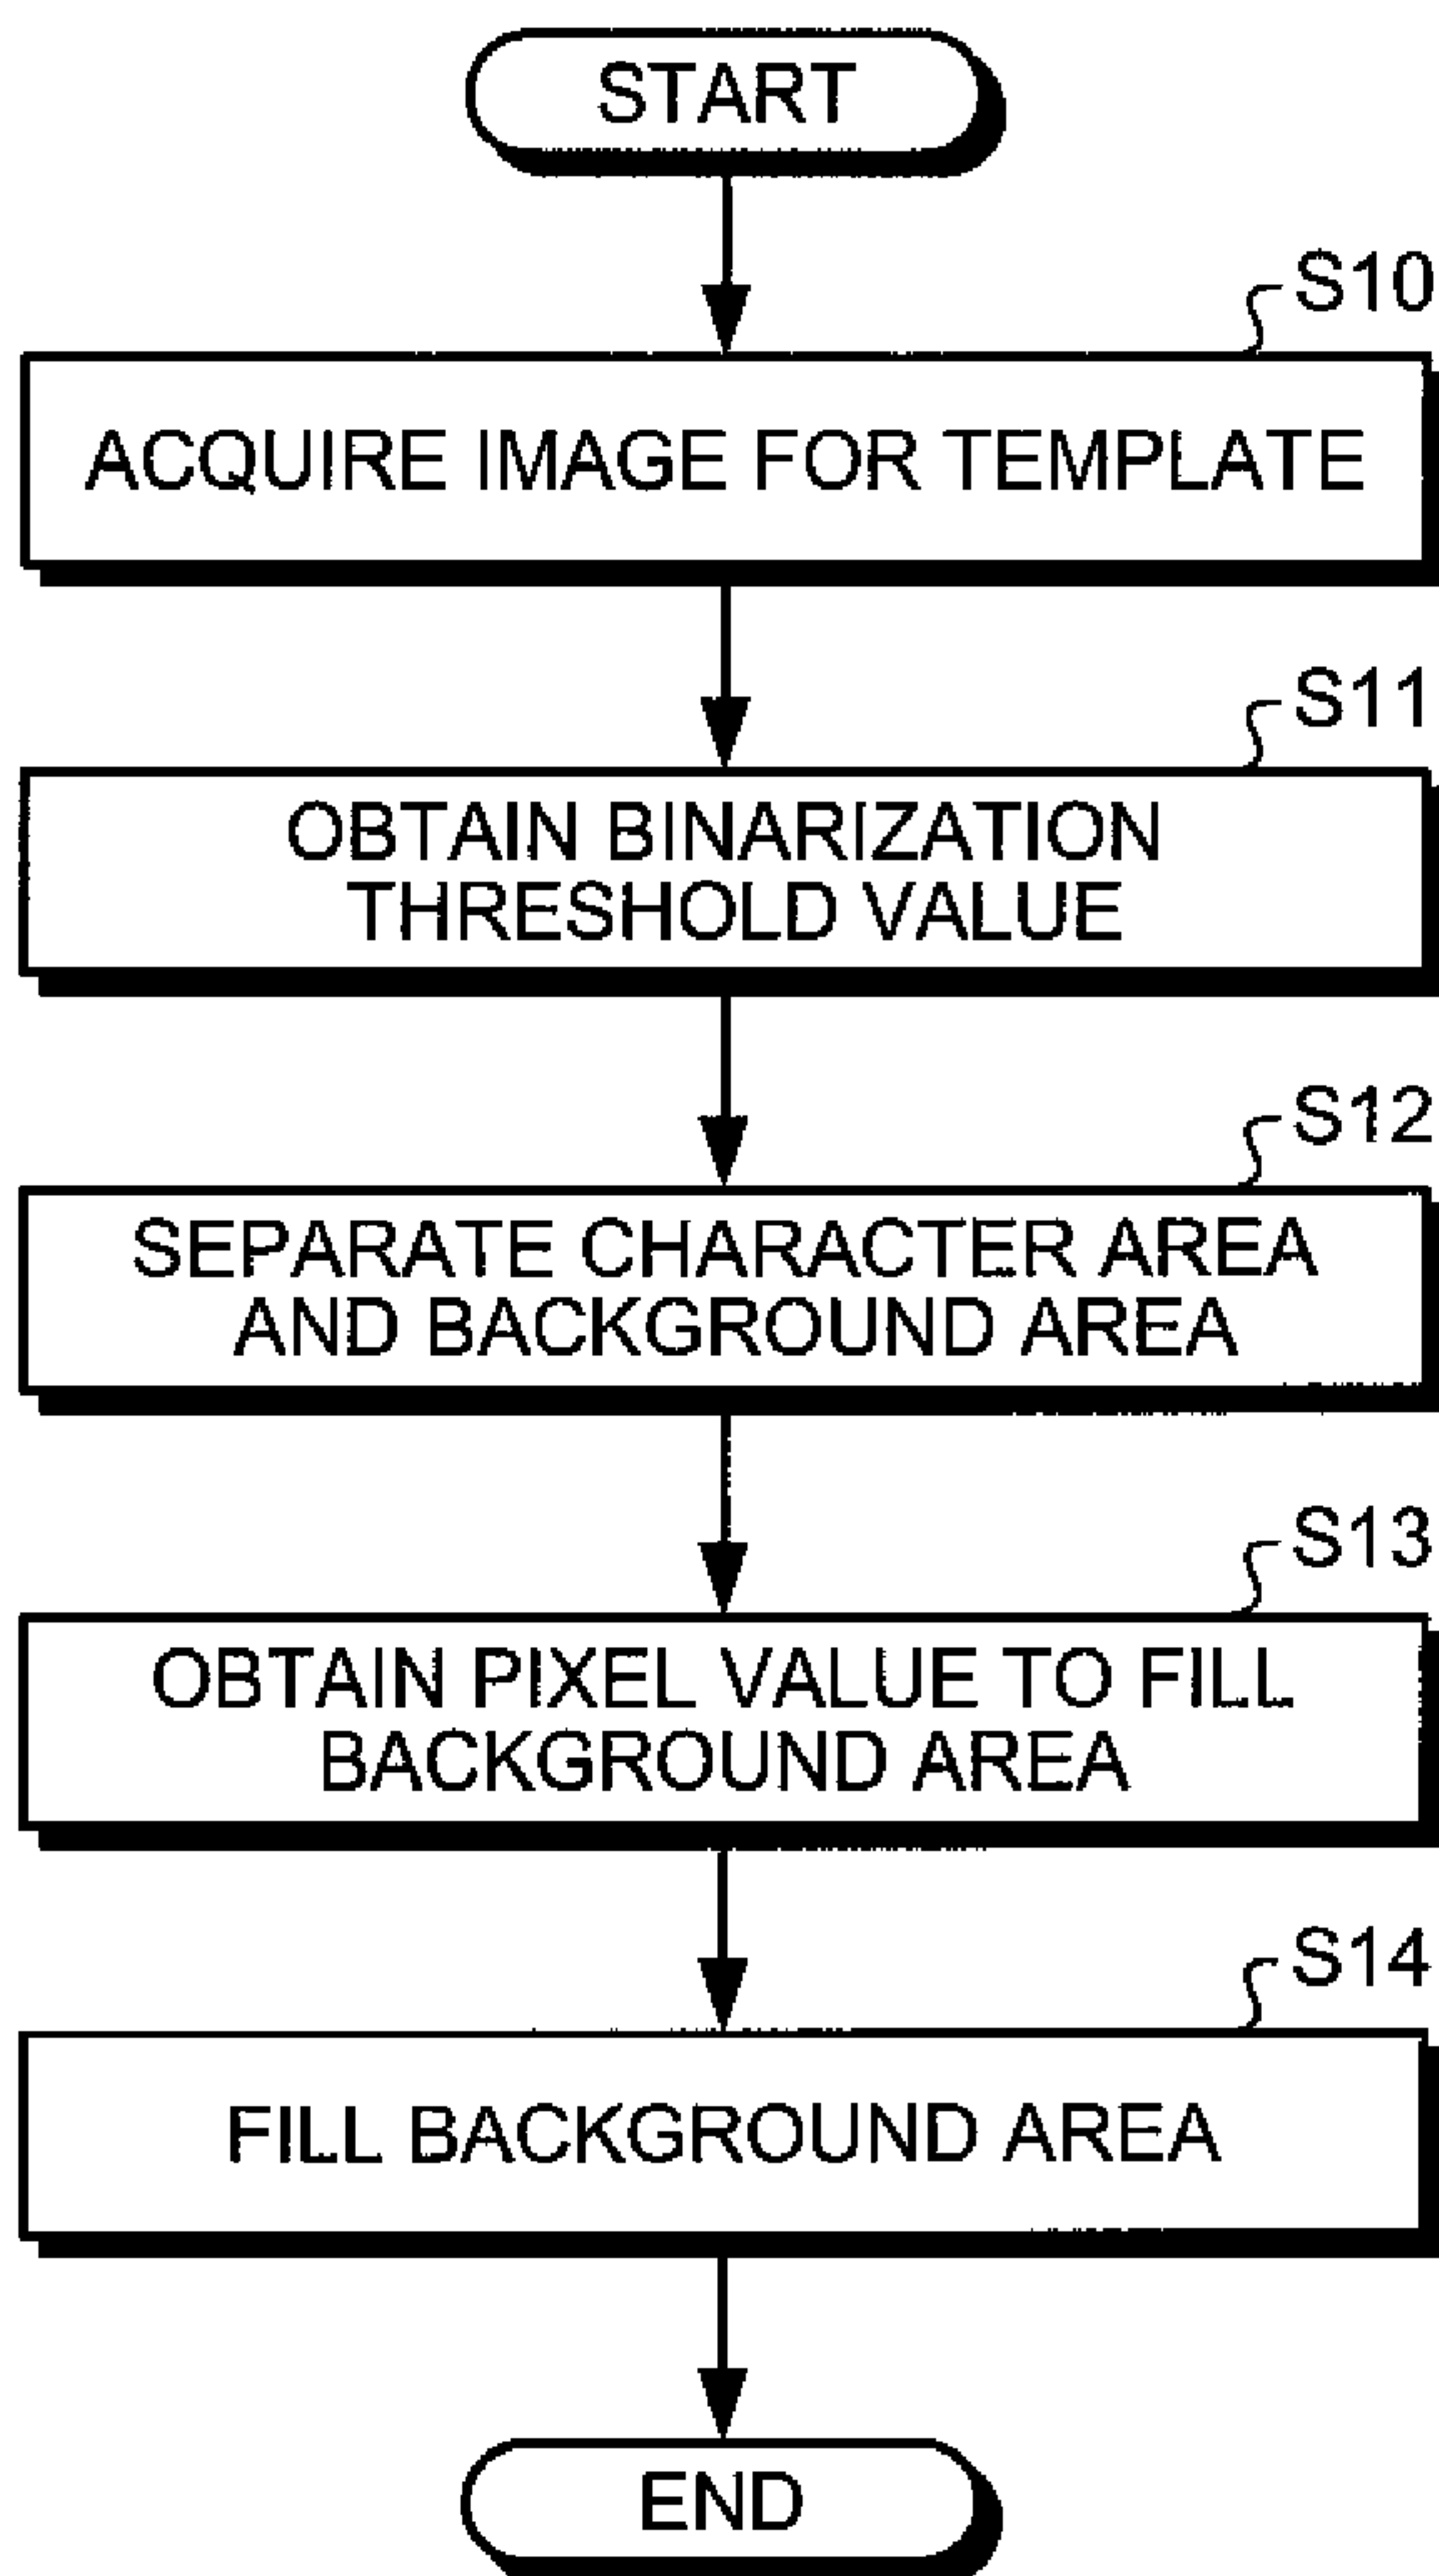 START
S10
ACQUIRE IMAGE FOR TEMPLATE
S11
OBTAIN BINARIZATION
THRESHOLD VALUE
S12
SEPARATE CHARACTER AREA
AND BACKGROUND AREA
S13
OBTAIN PIXEL VALUE TO FILL
BACKGROUND AREA
S14
FILL BACKGROUND AREA
END